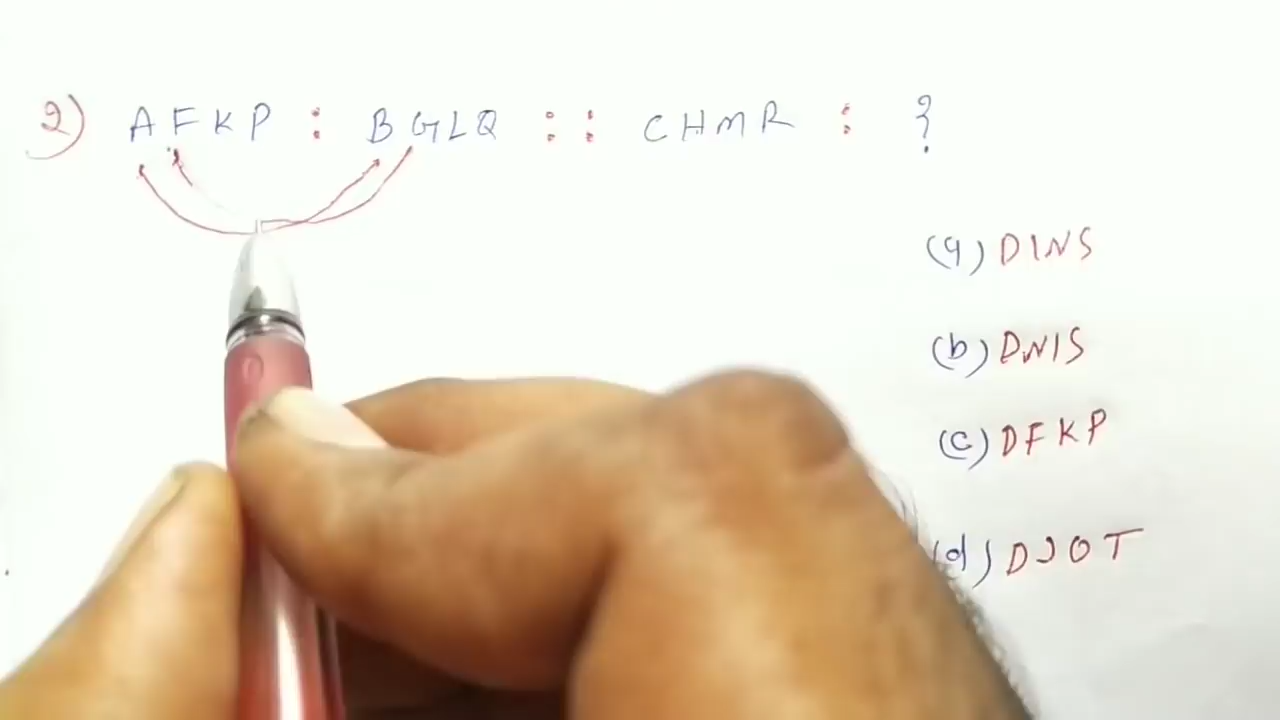 2) AFKP : BGLQ :: CHMR : ?
(a) DINS
(b) DNIS
(c) DFKP
(d) DJOT